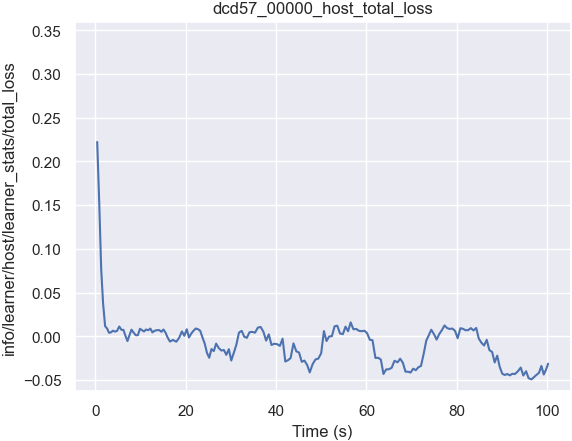 dcd57_00000_host_total_loss
info/learner/host/learner_stats/total_loss
0.35
0.30
0.25
0.20
0.15
0.10
0.05
0.00
−0.05
0 20 40 60 80 100
Time (s)